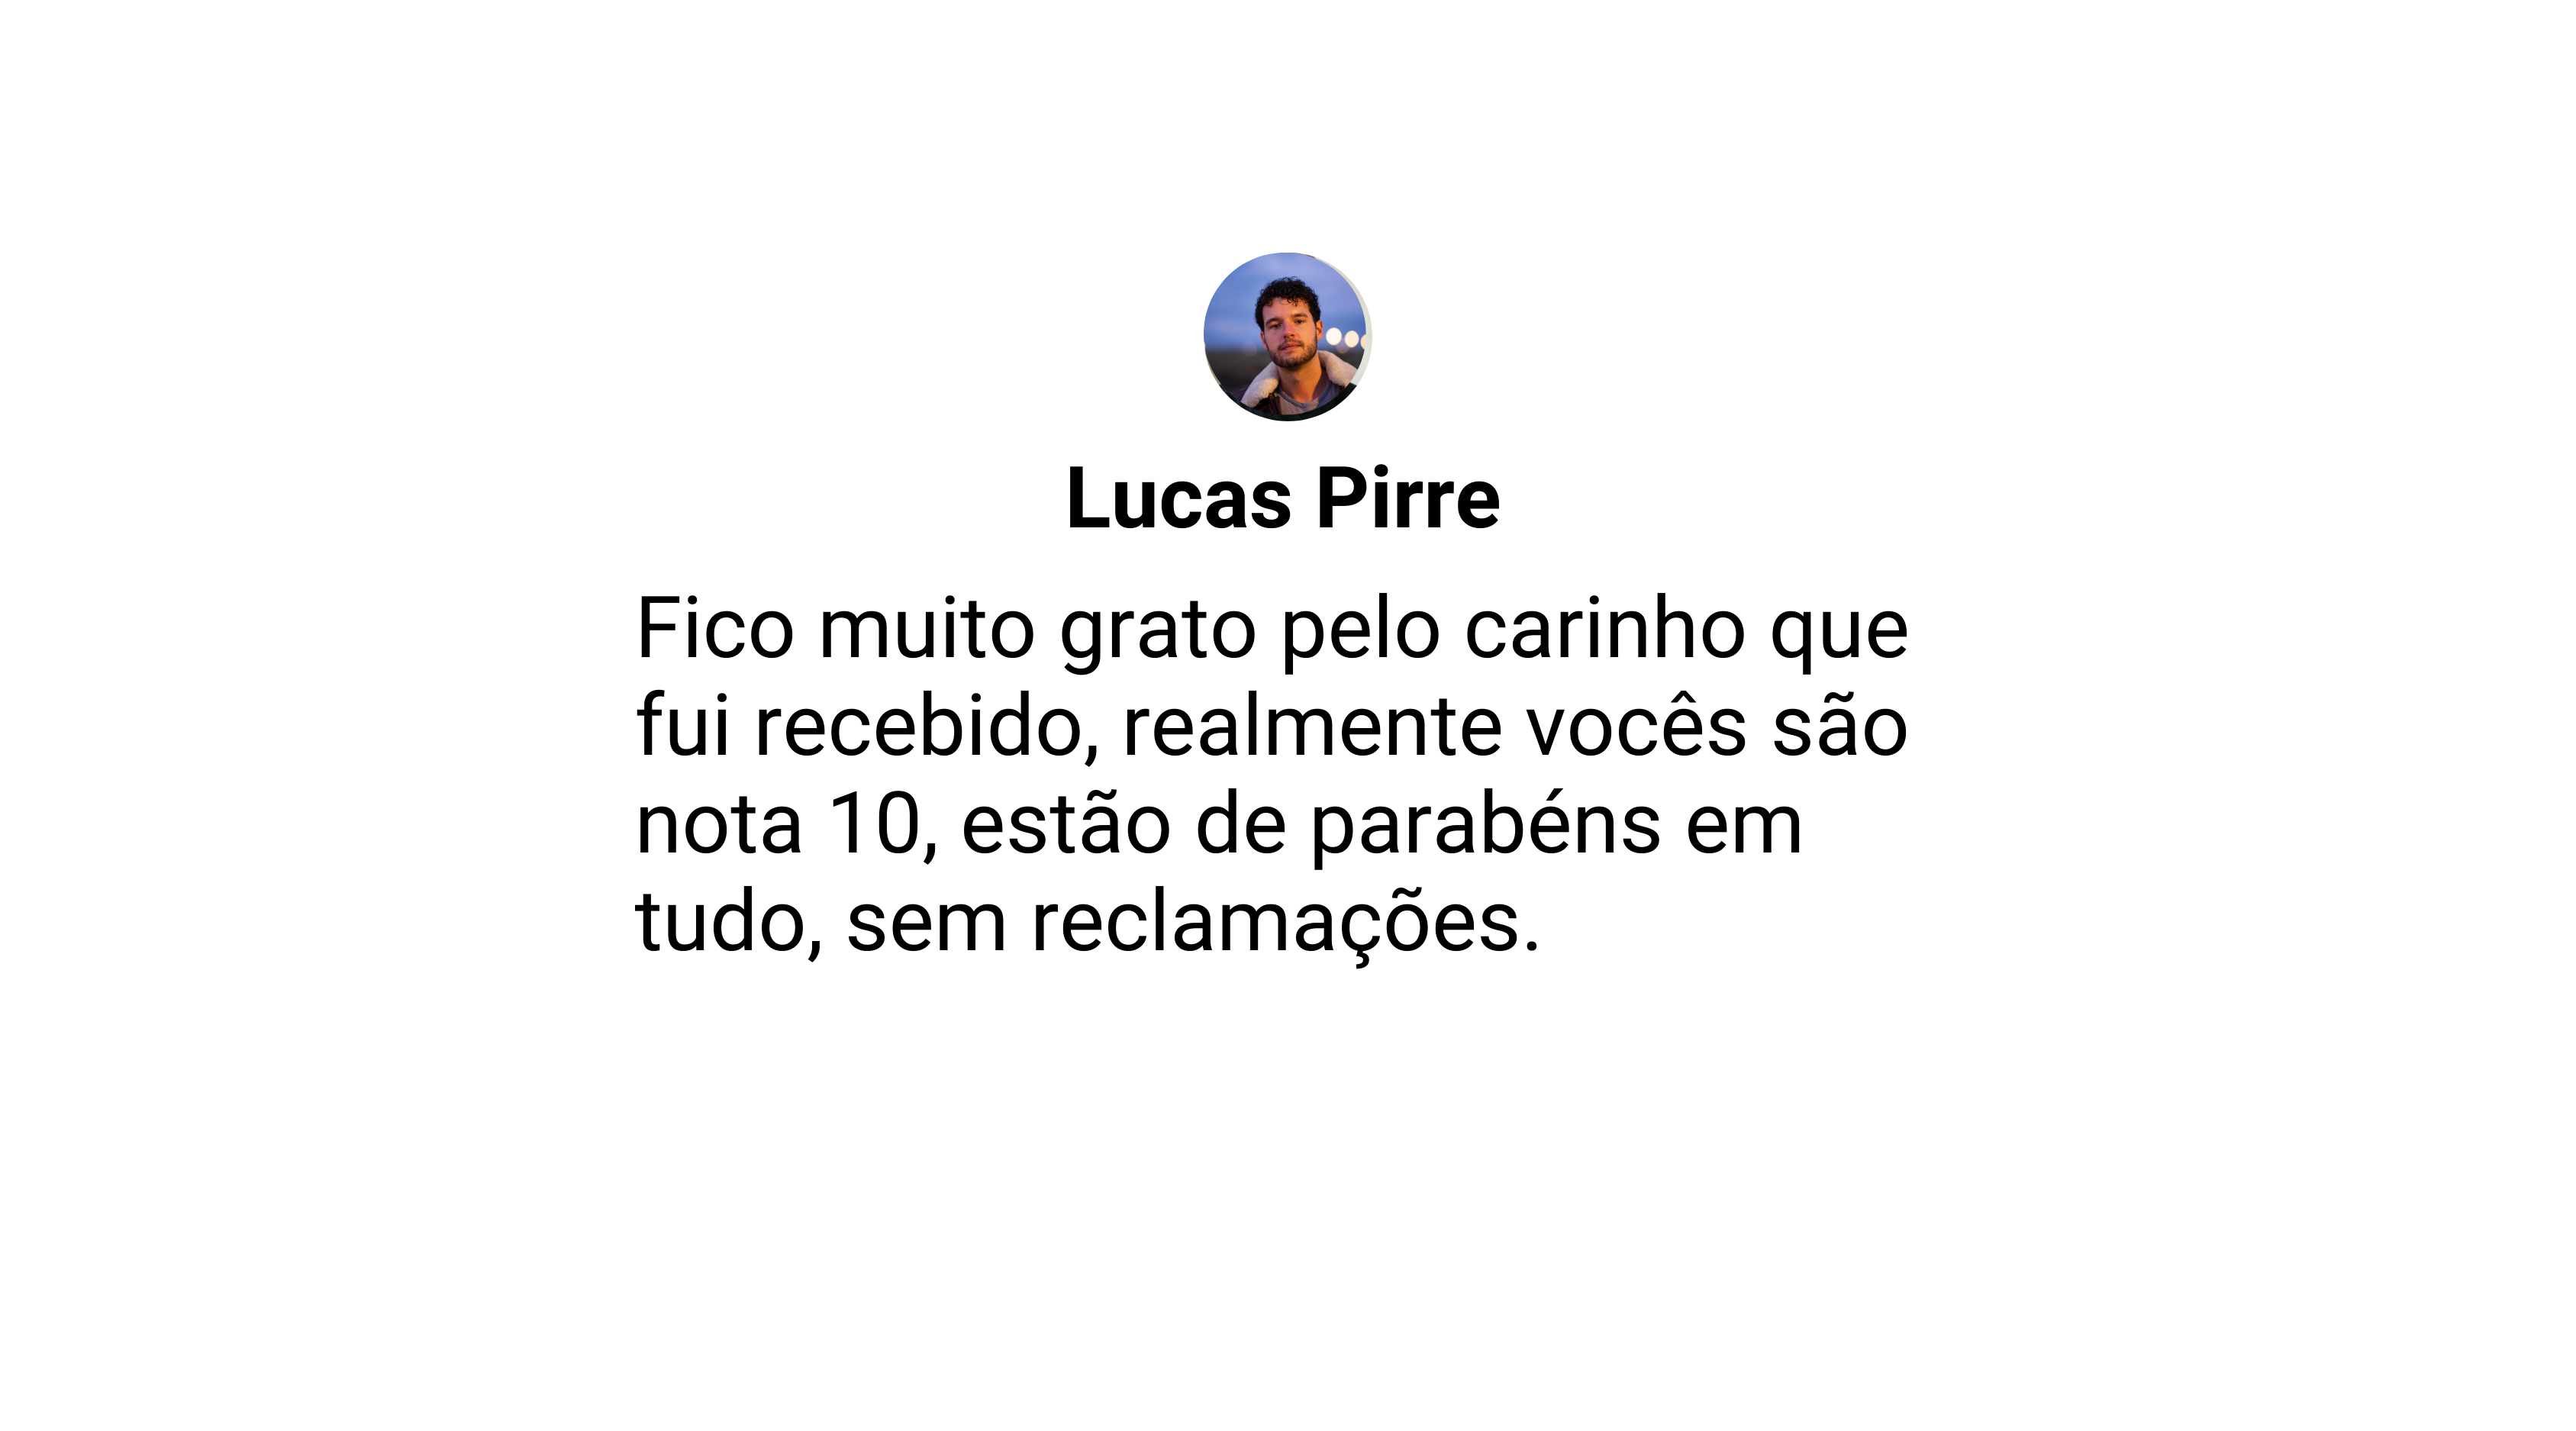 Lucas Pirre
Fico muito grato pelo carinho que
fui recebido, realmente vocês são
nota 10, estão de parabéns em
tudo, sem reclamações.